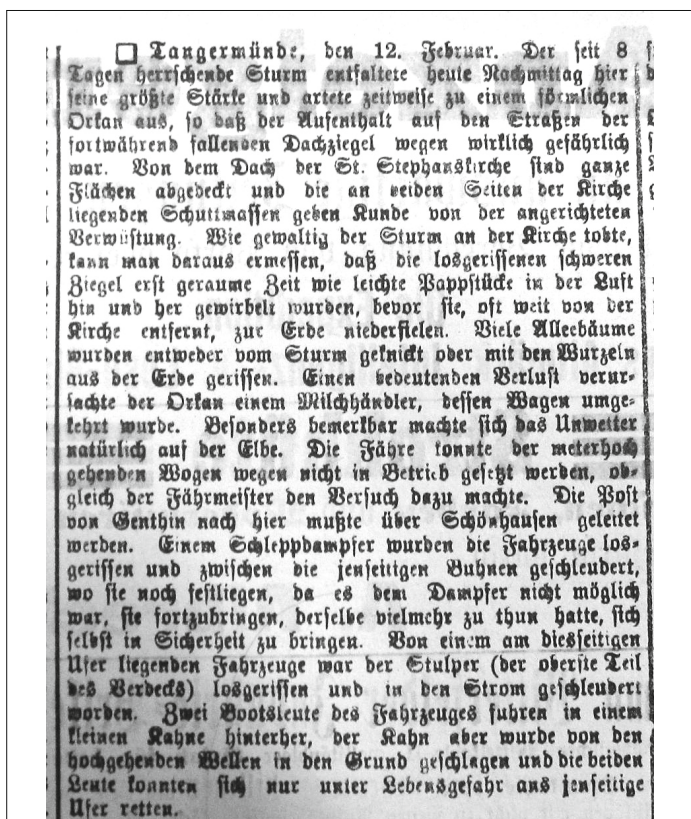 □ Tangermünde, den 12. Februar. Der seit 8
Tagen herrschende Sturm entfaltete heute Nachmittag hier
seine größte Stärke und artete zeitweise zu einem förmlichen
Orkan aus, so daß der Aufenthalt auf den Straßen der
fortwährend fallenden Dachziegel wegen wirklich gefährlich
war. Von dem Dach der St. Stephanskirche sind ganze
Flächen abgedeckt und die an beiden Seiten der Kirche
liegenden Schuttmassen geben Kunde von der angerichteten
Verwüstung. Wie gewaltig der Sturm an der Kirche tobte,
kann man daraus ermessen, daß die losgerissenen schweren
Ziegel erst geraume Zeit wie leichte Pappstücke in der Luft
hin und her gewirbelt wurden, bevor sie, oft weit von der
Kirche entfernt, zur Erde niederfielen. Viele Alleebäume
wurden entweder vom Sturm geknickt oder mit den Wurzeln
aus der Erde gerissen. Einen bedeutenden Verlust verur-
sachte der Orkan einem Milchhändler, dessen Wagen umge-
kehrt wurde. Besonders bemerkbar machte sich das Unwetter
natürlich auf der Elbe. Die Fähre konnte der meterhoch
gehenden Wogen wegen nicht in Betrieb gesetzt werden, ob-
gleich der Fährmeister den Versuch dazu machte. Die Post
von Genthin nach hier mußte über Schönhausen geleitet
werden. Einem Schleppdampfer wurden die Fahrzeuge los-
gerissen und zwischen die jenseitigen Buhnen geschleudert,
wo sie noch festliegen, da es dem Dampfer nicht möglich
war, sie fortzubringen, derselbe vielmehr zu thun hatte, sich
selbst in Sicherheit zu bringen. Von einem am diesseitigen
Ufer liegenden Fahrzeuge war der Stulper (der oberste Teil
des Verdecks) losgerissen und in den Strom geschleudert
worden. Zwei Bootsleute des Fahrzeuges fuhren in einem
kleinen Kahne hinterher, der Kahn aber wurde von den
hochgehenden Wellen in den Grund geschlagen und die beiden
Leute konnten sich nur unter Lebensgefahr ans jenseitige
Ufer retten.